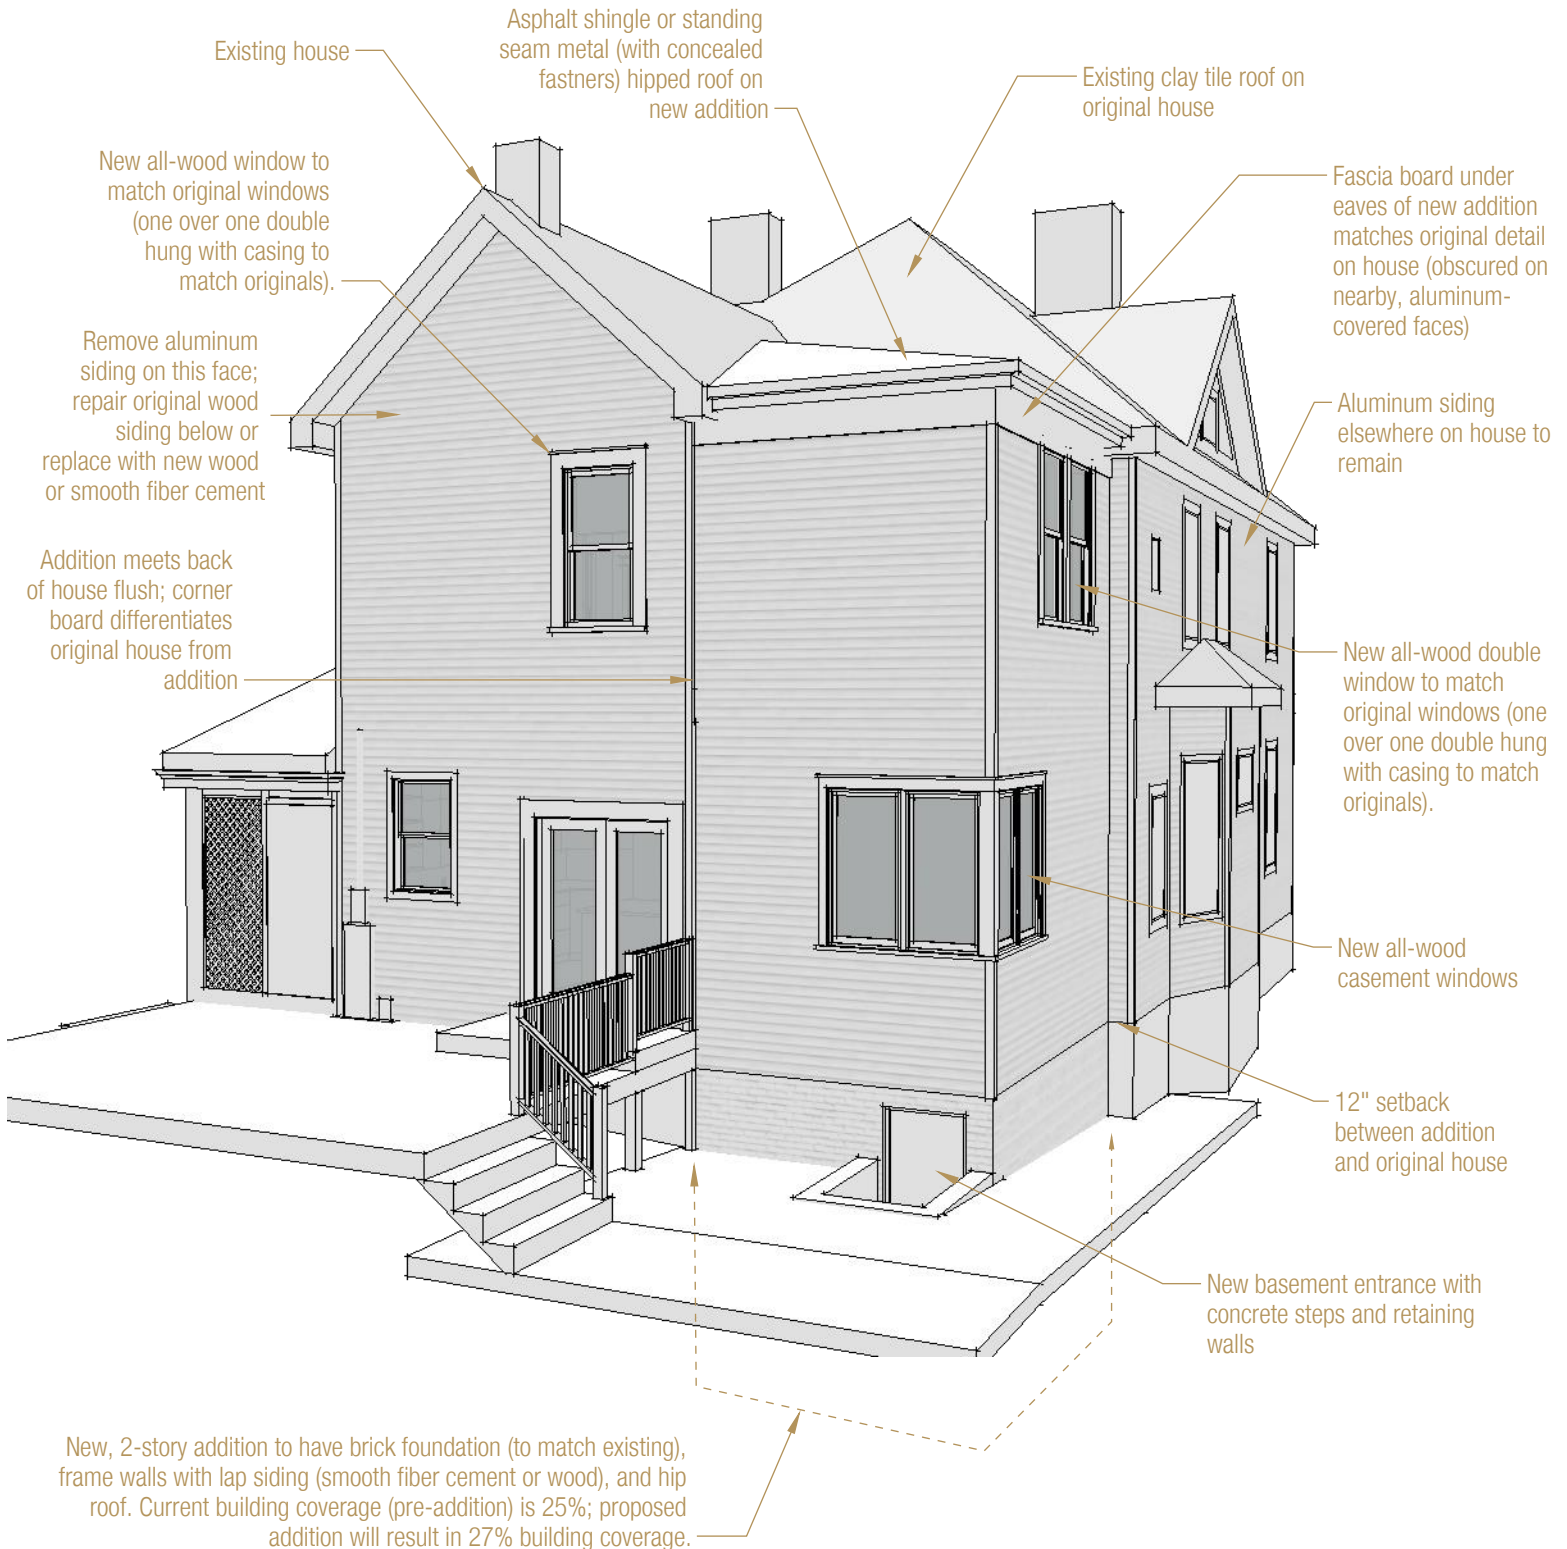 Existing house
Asphalt shingle or standing
seam metal (with concealed
fastners) hipped roof on
new addition
Existing clay tile roof on
original house
New all-wood window to
match original windows
(one over one double
hung with casing to
match originals).
Fascia board under
eaves of new addition
matches original detail
on house (obscured on
nearby, aluminum-
covered faces)
Remove aluminum
siding on this face;
repair original wood
siding below or
replace with new wood
or smooth fiber cement
Aluminum siding
elsewhere on house to
remain
Addition meets back
of house flush; corner
board differentiates
original house from
addition
New all-wood double
window to match
original windows (one
over one double hung
with casing to match
originals).
New all-wood
casement windows
12" setback
between addition
and original house
New basement entrance with
concrete steps and retaining
walls
New, 2-story addition to have brick foundation (to match existing),
frame walls with lap siding (smooth fiber cement or wood), and hip
roof. Current building coverage (pre-addition) is 25%; proposed
addition will result in 27% building coverage.